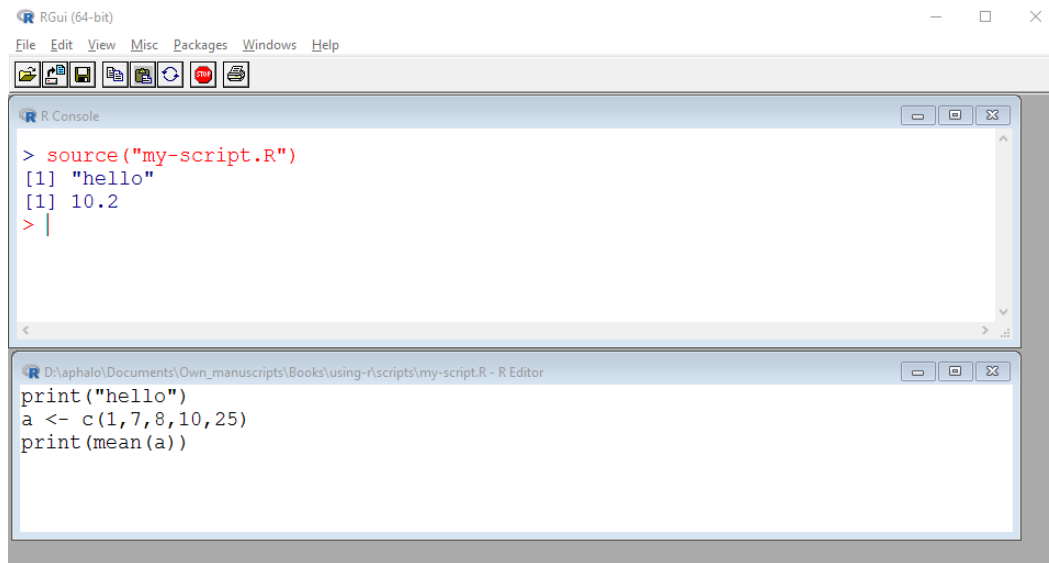 RGui (64-bit)
File Edit View Misc Packages Windows Help
STOP
R Console
> source("my-script.R")
[1] "hello"
[1] 10.2
>
D:\aphalo\Documents\Own_manuscripts\Books\using-r\scripts\my-script.R - R Editor
print("hello")
a <- c(1,7,8,10,25)
print(mean(a))